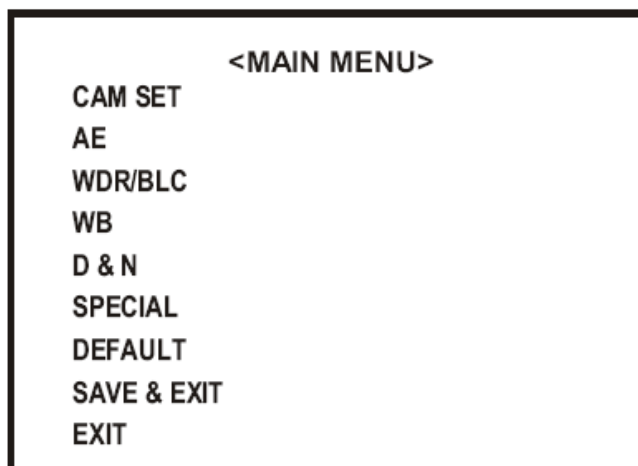 <MAIN MENU>
CAM SET
AE
WDR/BLC
WB
D & N
SPECIAL
DEFAULT
SAVE & EXIT
EXIT